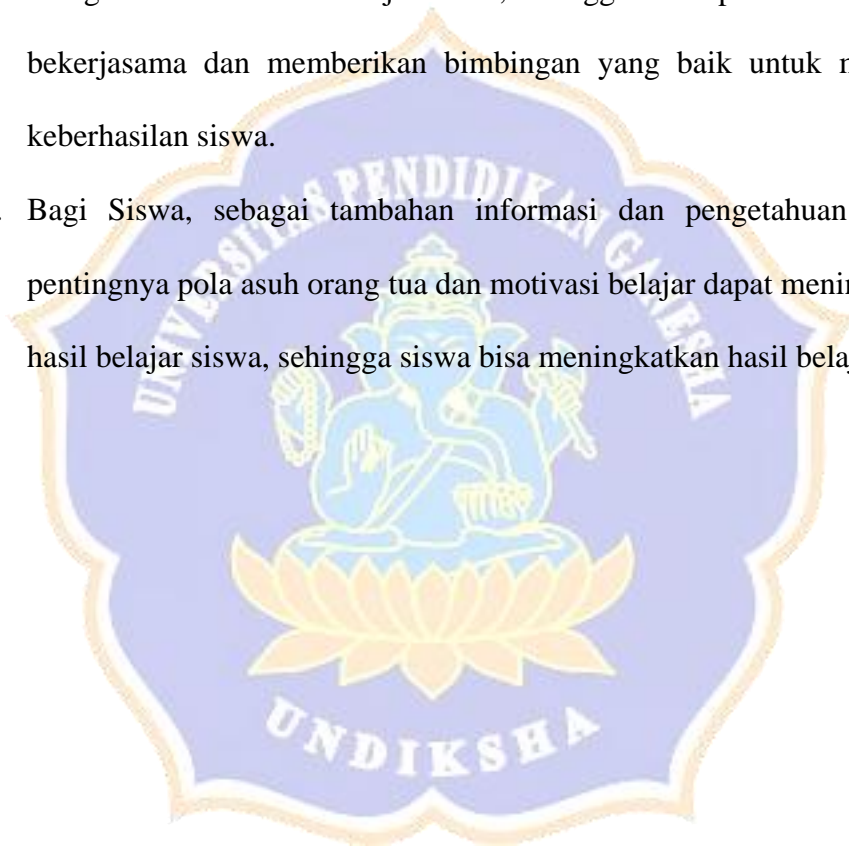 bekerjasama dan memberikan bimbingan yang baik untuk
keberhasilan siswa.
Bagi Siswa, sebagai tambahan informasi dan pengetahuan
pentingnya pola asuh orang tua dan motivasi belajar dapat
hasil belajar siswa, sehingga siswa bisa meningkatkan hasil
UNIVERSITAS PENDIDIKAN GANESHA
UNDIKSHA